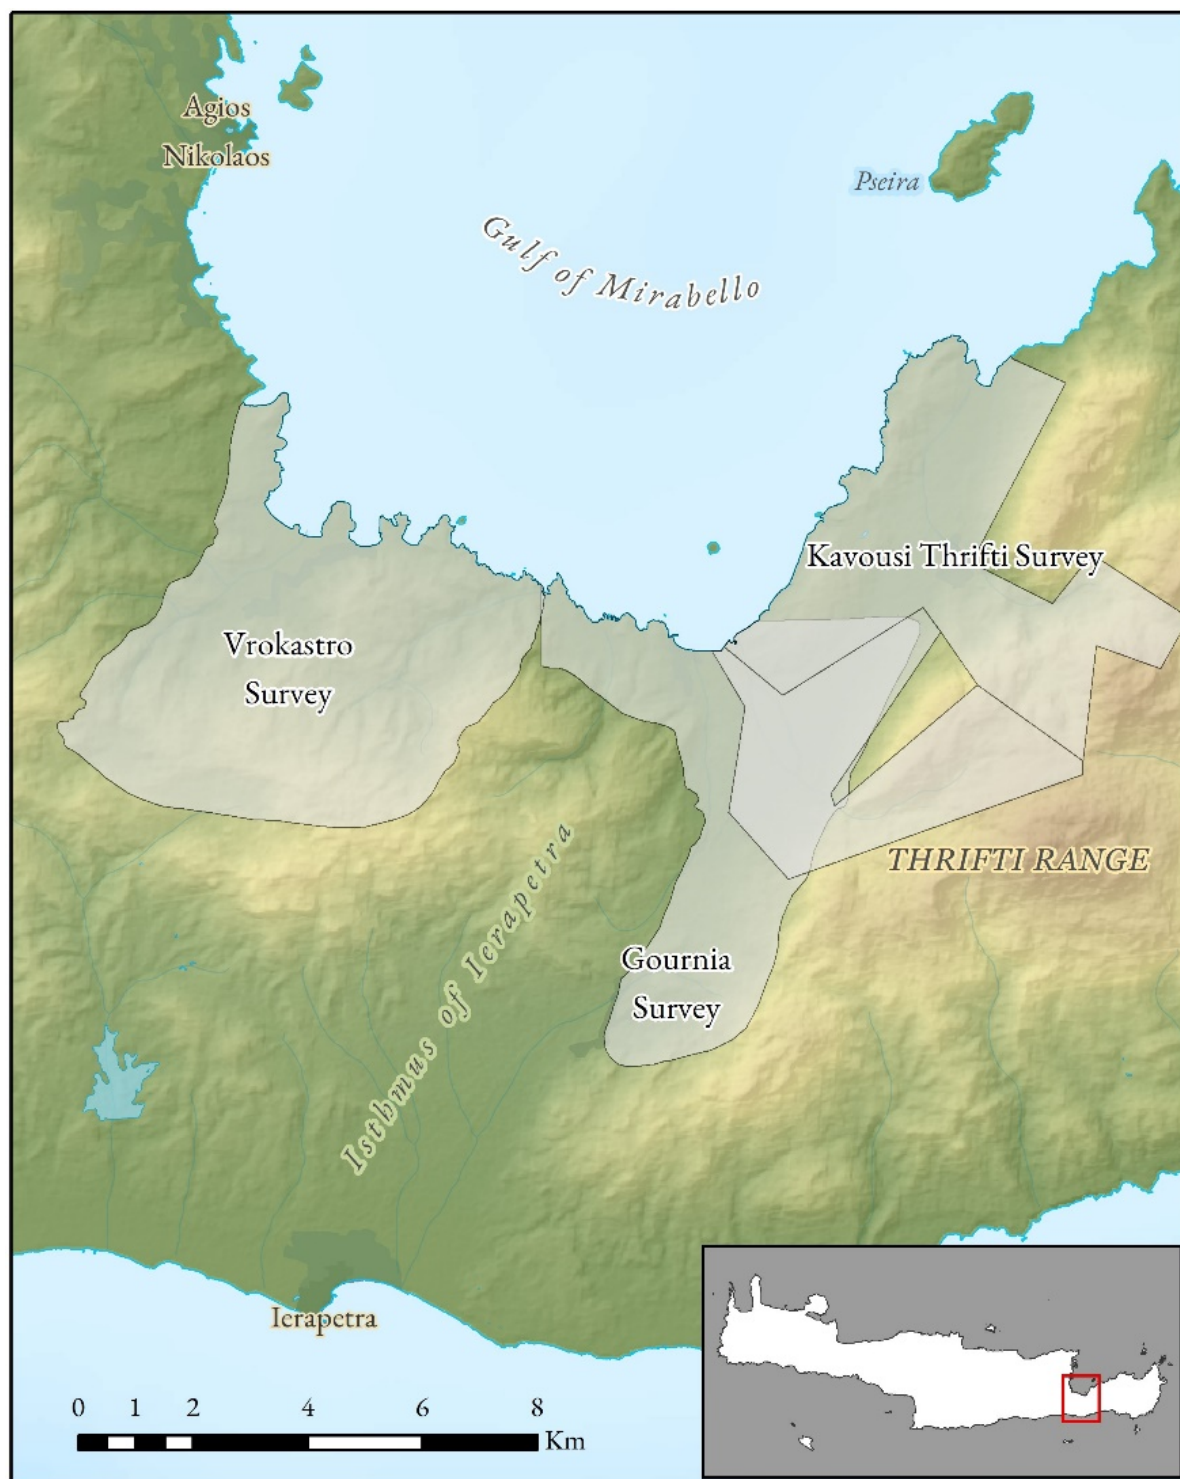 Agios
Nikolaos
Pseira
Gulf of Mirabello
Kavousi Thrifti Survey
Vrokastro
Survey
THRIFTI RANGE
Isthmus of Ierapetra
Gournia
Survey
Ierapetra
0 1 2 4 6 8
Km